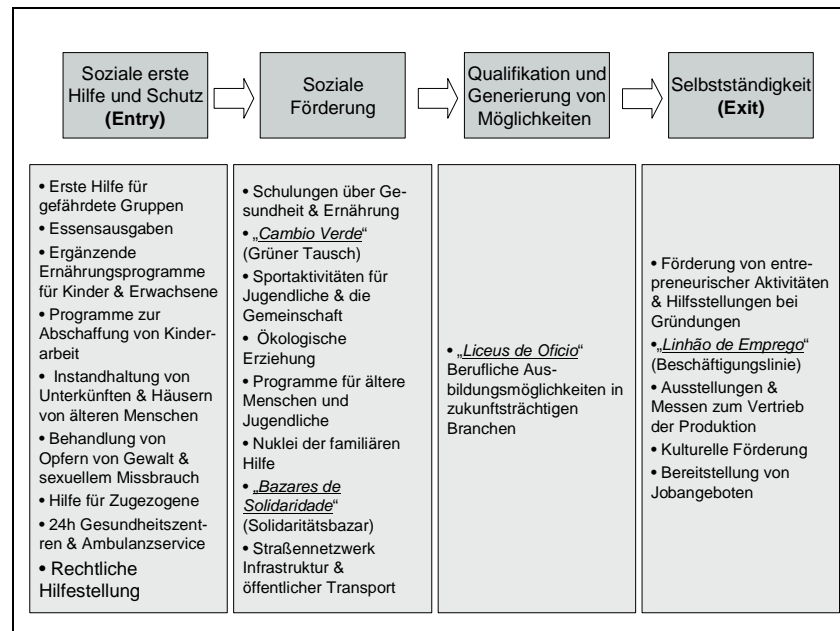 Soziale erste
Hilfe und Schutz
(Entry)
Soziale
Förderung
Qualifikation und
Generierung von
Möglichkeiten
Selbstständigkeit
(Exit)
• Erste Hilfe für
gefährdete Gruppen
• Essensausgaben
• Ergänzende
Ernährungsprogramme
für Kinder & Erwachsene
• Programme zur
Abschaffung von Kinder-
arbeit
• Instandhaltung von
Unterkünften & Häusern
von älteren Menschen
• Behandlung von
Opfern von Gewalt &
sexuellem Missbrauch
• Hilfe für Zugezogene
• 24h Gesundheitszent-
ren & Ambulanzservice
• Rechtliche
Hilfestellung
• Schulungen über Ge-
sundheit & Ernährung
• „Cambio Verde“
(Grüner Tausch)
• Sportaktivitäten für
Jugendliche & die
Gemeinschaft
• Ökologische
Erziehung
• Programme für ältere
Menschen und
Jugendliche
• Nuklei der familiären
Hilfe
• „Bazares de
Solidaridade“
(Solidaritätsbazar)
• Straßennetzwerk
Infrastruktur &
öffentlicher Transport
• „Liceus de Oficio“
Berufliche Aus-
bildungsmöglichkeiten in
zukunftsträchtigen
Branchen
• Förderung von entre-
preneurischer Aktivitäten
& Hilfsstellungen bei
Gründungen
• „Linhão de Emprego“
(Beschäftigungslinie)
• Ausstellungen &
Messen zum Vertrieb
der Produktion
• Kulturelle Förderung
• Bereitstellung von
Jobangeboten